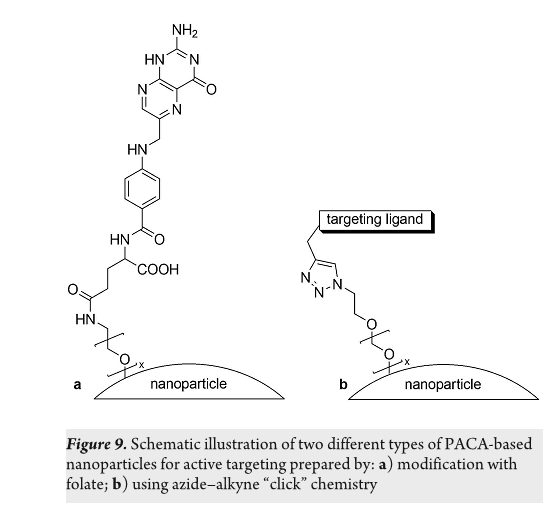 NH₂
HN
N
N
O
N
HN
HN
O
COOH
O
HN
O
x
a
nanoparticle
targeting ligand
N
N
N
O
O
x
b
nanoparticle
Figure 9. Schematic illustration of two different types of PACA-based
nanoparticles for active targeting prepared by: a) modification with
folate; b) using azide–alkyne “click” chemistry